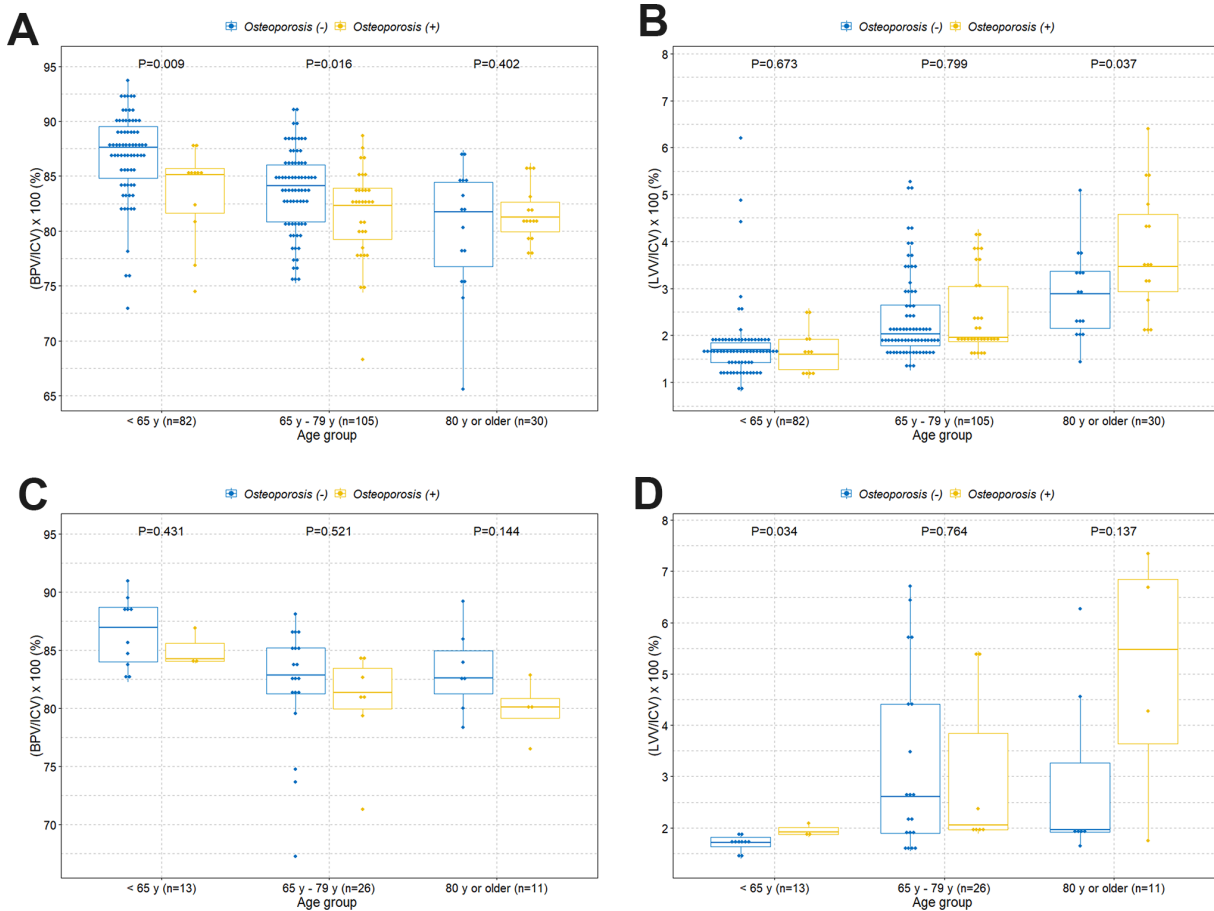 A
Osteoporosis (-) Osteoporosis (+)
(BPV/ICV) x 100 (%)
95
90
85
80
75
70
65
P=0.009 P=0.016 P=0.402
< 65 y (n=82) 65 y - 79 y (n=105) 80 y or older (n=30)
Age group
B
Osteoporosis (-) Osteoporosis (+)
(LVV/ICV) x 100 (%)
8
7
6
5
4
3
2
1
P=0.673 P=0.799 P=0.037
< 65 y (n=82) 65 y - 79 y (n=105) 80 y or older (n=30)
Age group
C
Osteoporosis (-) Osteoporosis (+)
(BPV/ICV) x 100 (%)
95
90
85
80
75
70
P=0.431 P=0.521 P=0.144
< 65 y (n=13) 65 y - 79 y (n=26) 80 y or older (n=11)
Age group
D
Osteoporosis (-) Osteoporosis (+)
(LVV/ICV) x 100 (%)
8
7
6
5
4
3
2
P=0.034 P=0.764 P=0.137
< 65 y (n=13) 65 y - 79 y (n=26) 80 y or older (n=11)
Age group